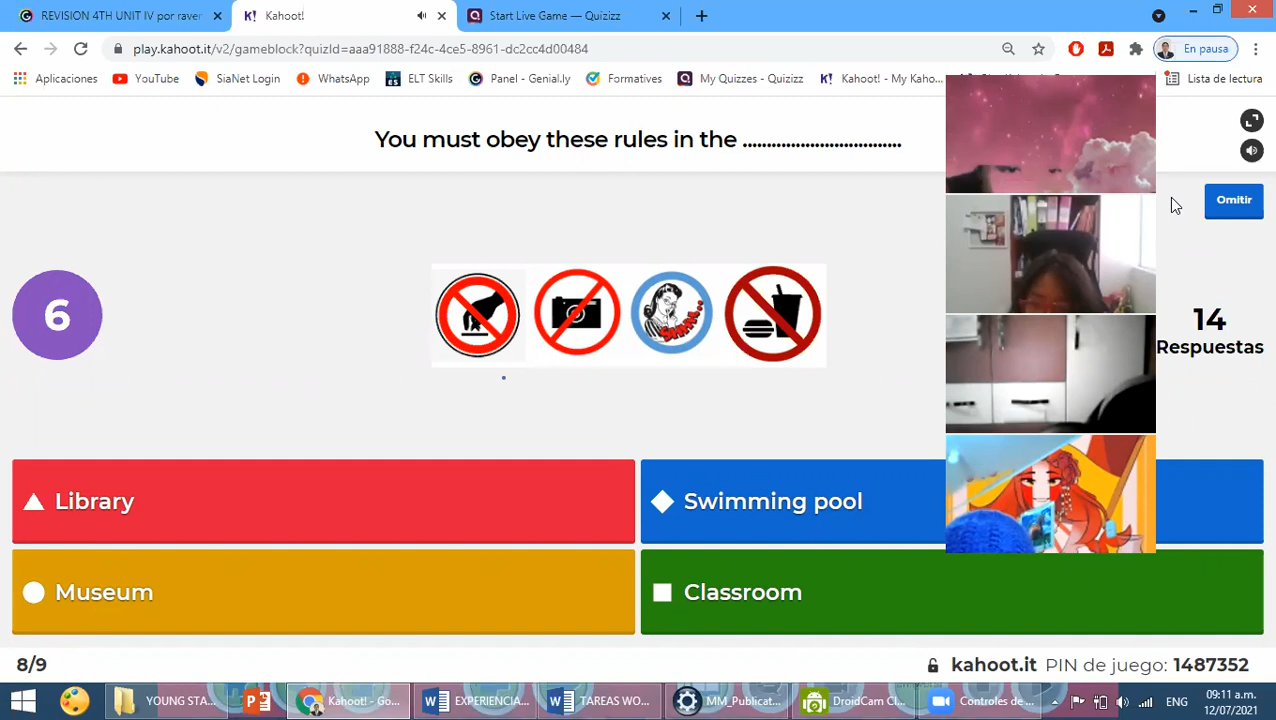 REVISION 4TH UNIT IV por raver
Kahoot!
Start Live Game — Quizizz
play.kahoot.it/v2/gameblock?quizId=aaa91888-f24c-4ce5-8961-dc2cc4d00484
En pausa
Aplicaciones
YouTube
SiaNet Login
WhatsApp
ELT Skills
Panel - Genial.ly
Formatives
My Quizzes - Quizizz
Kahoot! - My Kaho...
Lista de lectura
You must obey these rules in the ................................
Omitir
6
14
Respuestas
Library
Swimming pool
Museum
Classroom
8/9
kahoot.it PIN de juego: 1487352
YOUNG STA...
Kahoot! - Go...
EXPERIENCIA...
TAREAS WO...
MM_Publicat...
DroidCam Cl...
Controles de ...
ENG
09:11 a.m.
12/07/2021